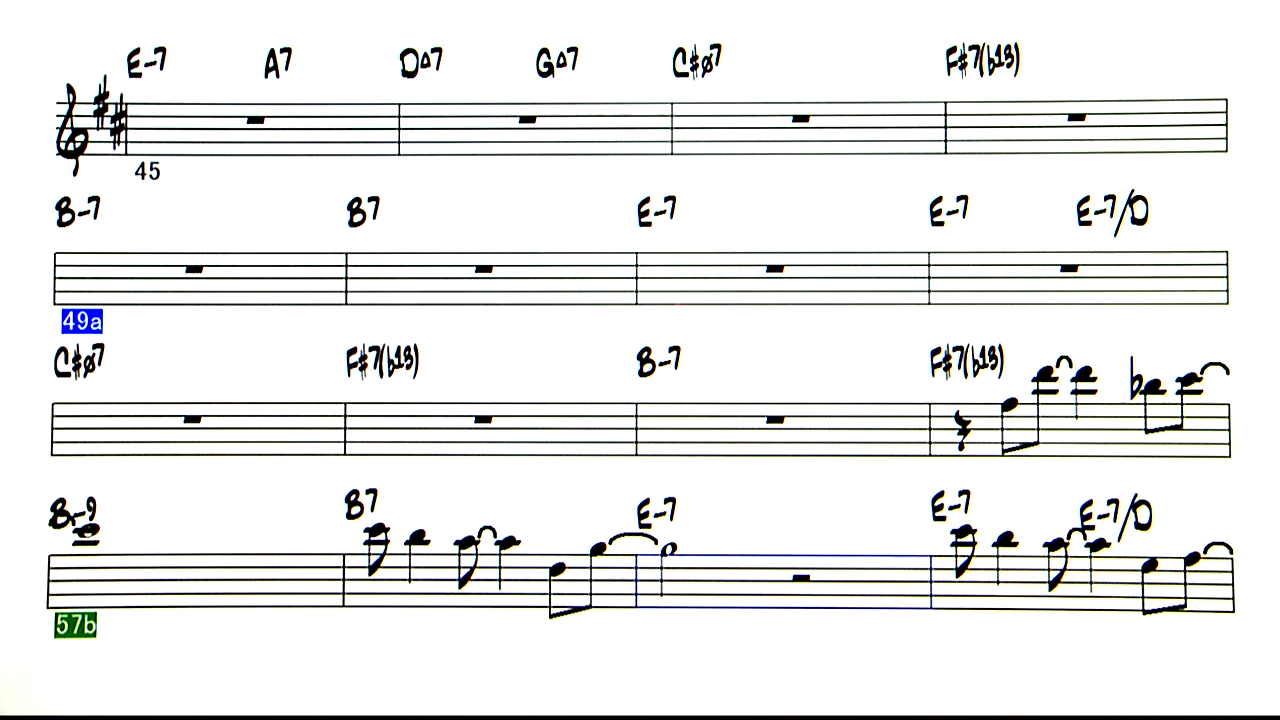 E-7 A7 D∆7 G∆7 C#ø7 F#7(b13)
45
B-7 B7 E-7 E-7 E-7/D
49a
C#ø7 F#7(b13) B-7 F#7(b13)
B-9 B7 E-7 E-7 E-7/D
57b